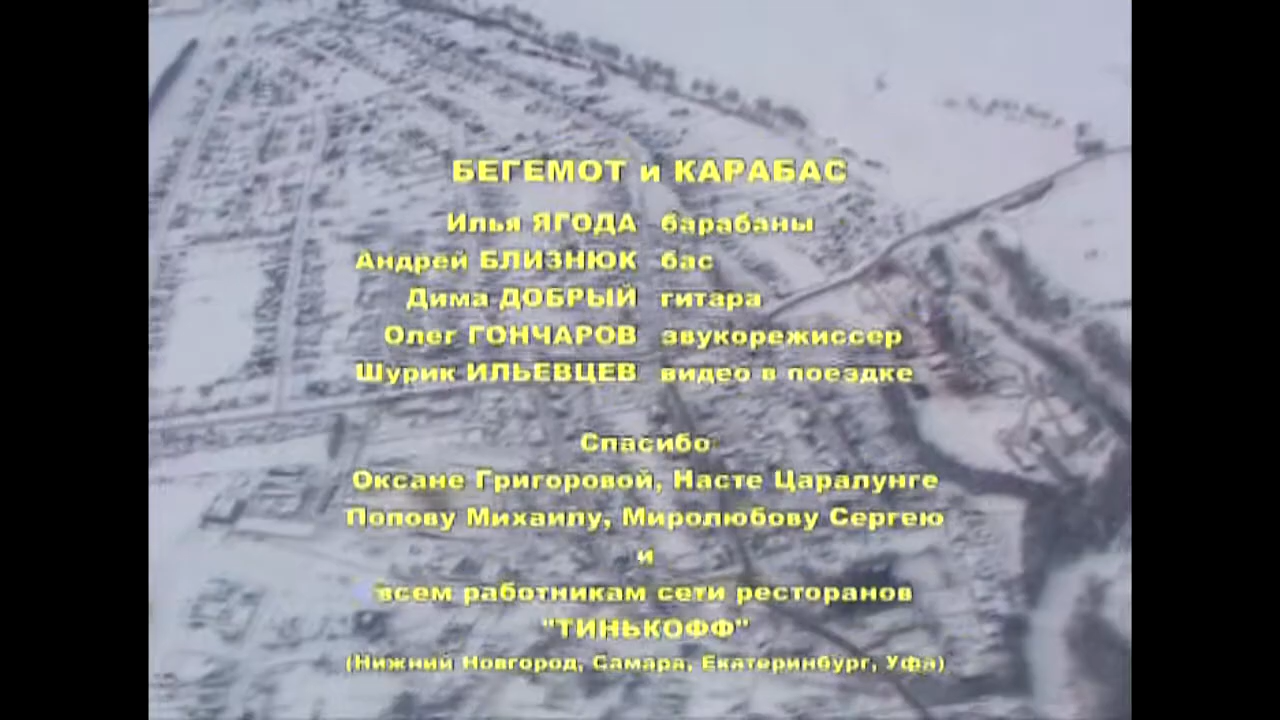 БЕГЕМОТ и КАРАБАС
Илья ЯГОДА барабаны
Андрей БЛИЗНЮК бас
Дима ДОБРЫЙ гитара
Олег ГОНЧАРОВ звукорежиссер
Шурик ИЛЬЕВЦЕВ видео в поездке
Спасибо
Оксане Григоровой, Насте Царалунге
Попову Михаилу, Миролюбову Сергею
и
всем работникам сети ресторанов
"ТИНЬКОФФ"
(Нижний Новгород, Самара, Екатеринбург, Уфа)